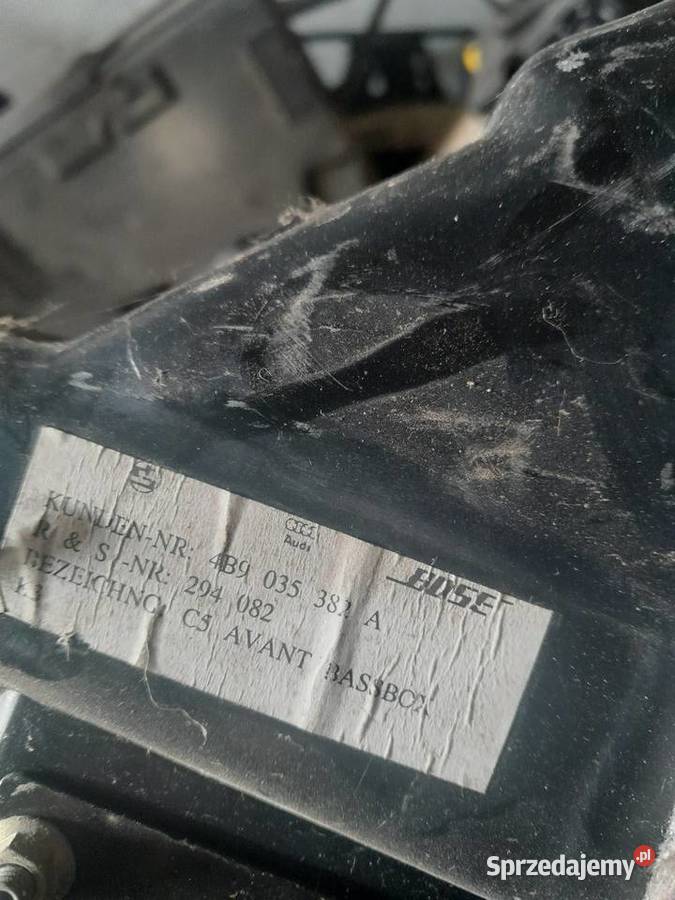 Audi
BOSE
KUNDEN-NR: 4B9 035 382 A
R & S -NR: 294 082
BEZEICHNG. C5 AVANT BASSBOX
Sprzedajemy.pl